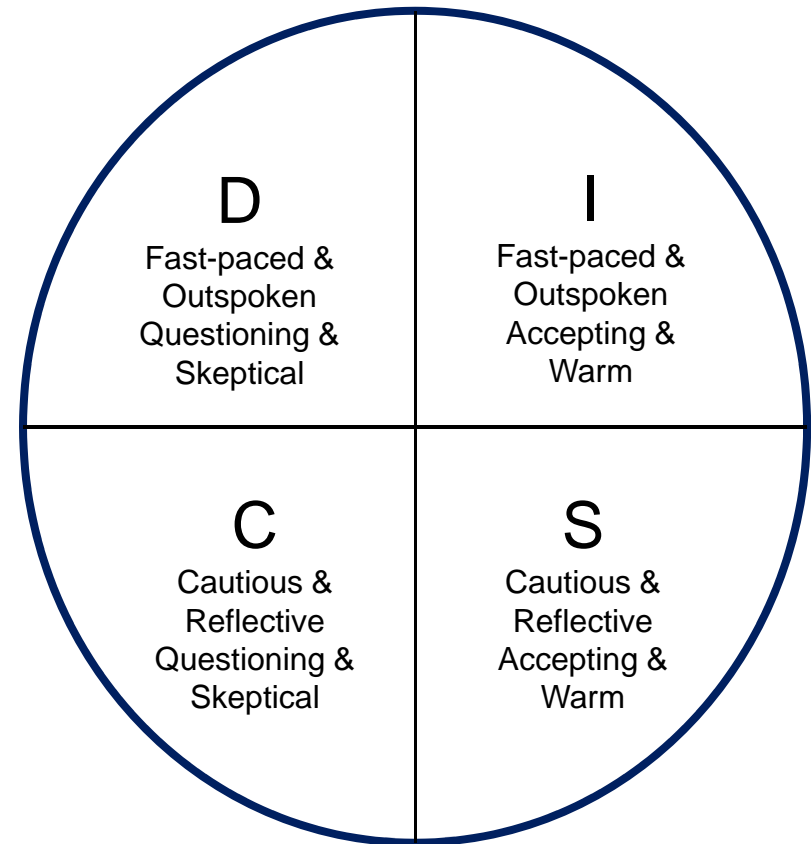 D
Fast-paced &
Outspoken
Questioning &
Skeptical
I
Fast-paced &
Outspoken
Accepting &
Warm
C
Cautious &
Reflective
Questioning &
Skeptical
S
Cautious &
Reflective
Accepting &
Warm